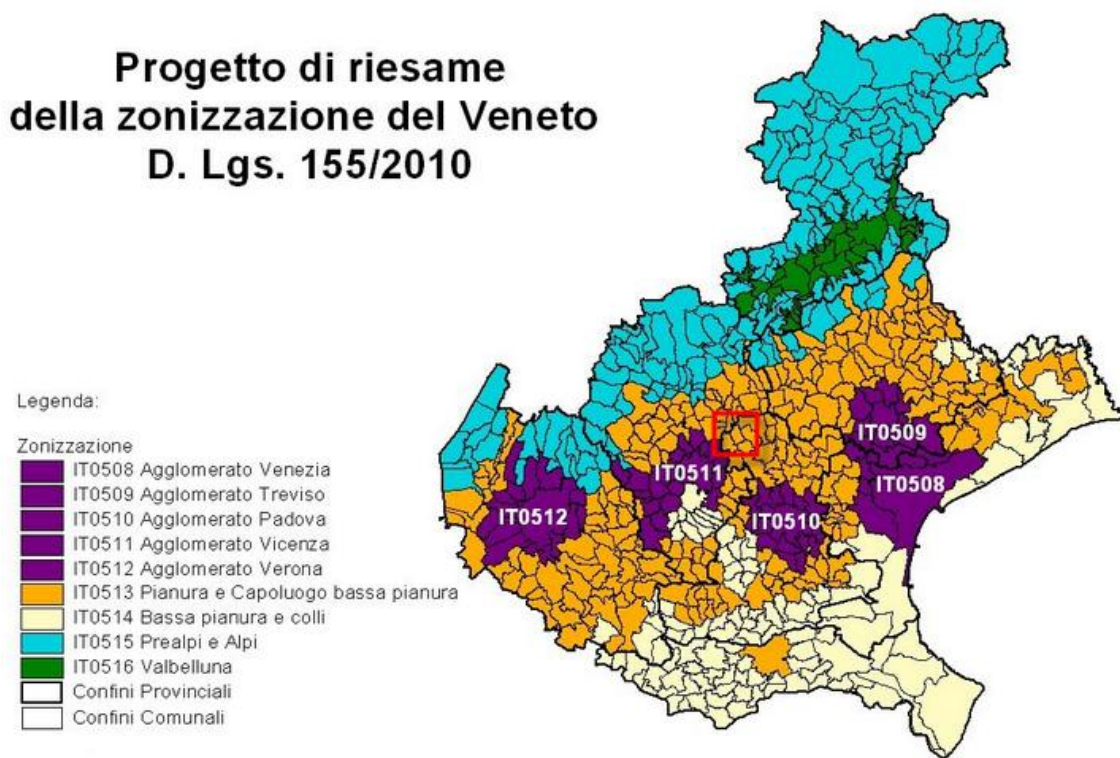 Progetto di riesame
della zonizzazione del Veneto
D. Lgs. 155/2010
Legenda:
Zonizzazione
IT0508 Agglomerato Venezia
IT0509 Agglomerato Treviso
IT0510 Agglomerato Padova
IT0511 Agglomerato Vicenza
IT0512 Agglomerato Verona
IT0513 Pianura e Capoluogo bassa pianura
IT0514 Bassa pianura e colli
IT0515 Prealpi e Alpi
IT0516 Valbelluna
Confini Provinciali
Confini Comunali
IT0509
IT0511
IT0508
IT0512
IT0510